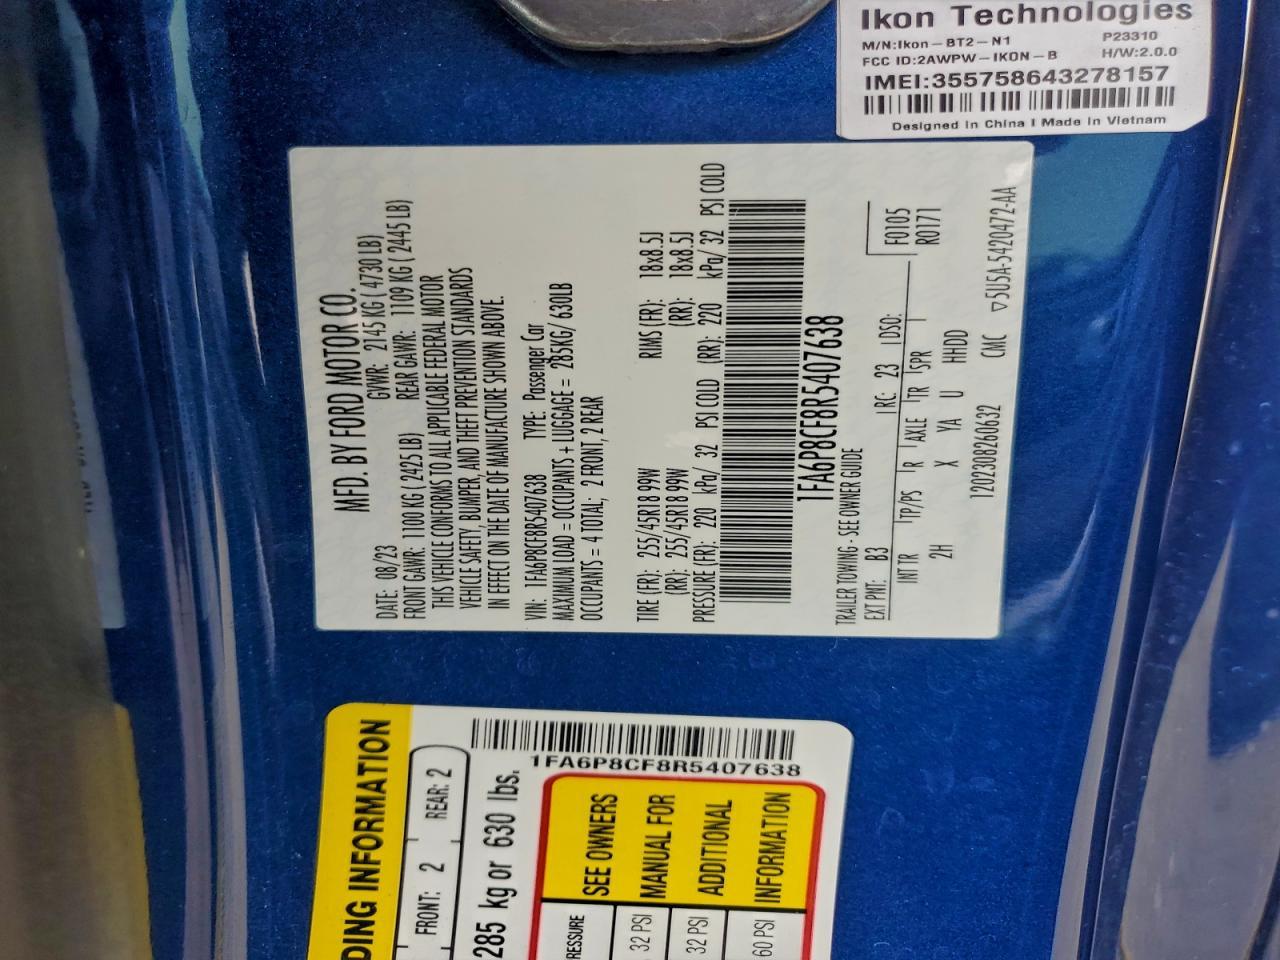 Ikon Technologies
M/N:Ikon-BT2-N1 P23310
FCC ID:2AWPW-IKON-B H/W:2.0.0
IMEI:355758643278157
Designed In China I Made In Vietnam
MFD. BY FORD MOTOR CO.
DATE: 08/23 GVWR: 2145 KG ( 4730 LB)
FRONT GAWR: 1100 KG ( 2425 LB) REAR GAWR: 1109 KG ( 2445 LB)
THIS VEHICLE CONFORMS TO ALL APPLICABLE FEDERAL MOTOR
VEHICLE SAFETY, BUMPER, AND THEFT PREVENTION STANDARDS
IN EFFECT ON THE DATE OF MANUFACTURE SHOWN ABOVE.
VIN: 1FA6P8CF8R5407638 TYPE: Passenger Car
MAXIMUM LOAD = OCCUPANTS + LUGGAGE = 285KG/ 630LB
OCCUPANTS = 4 TOTAL; 2 FRONT, 2 REAR
TIRE (FR): 255/45R18 99W RIMS (FR): 18x8.5J
(RR): 255/45R18 99W (RR): 18x8.5J
PRESSURE (FR): 220 kPa/ 32 PSI COLD (RR): 220 kPa/ 32 PSI COLD
1FA6P8CF8R5407638
TRAILER TOWING - SEE OWNER GUIDE
EXT PNT: B3 RC: 23 DSO: F0105
R0171
INT TR TP/PS R AXLE TR SPR
2H X YA U HHDD
1202308260632 CMC ▽5U5A-5420472-AA
DING INFORMATION
FRONT: 2 REAR: 2
285 kg or 630 lbs.
1FA6P8CF8R5407638
RESSURE SEE OWNERS
32 PSI MANUAL FOR
32 PSI ADDITIONAL
60 PSI INFORMATION